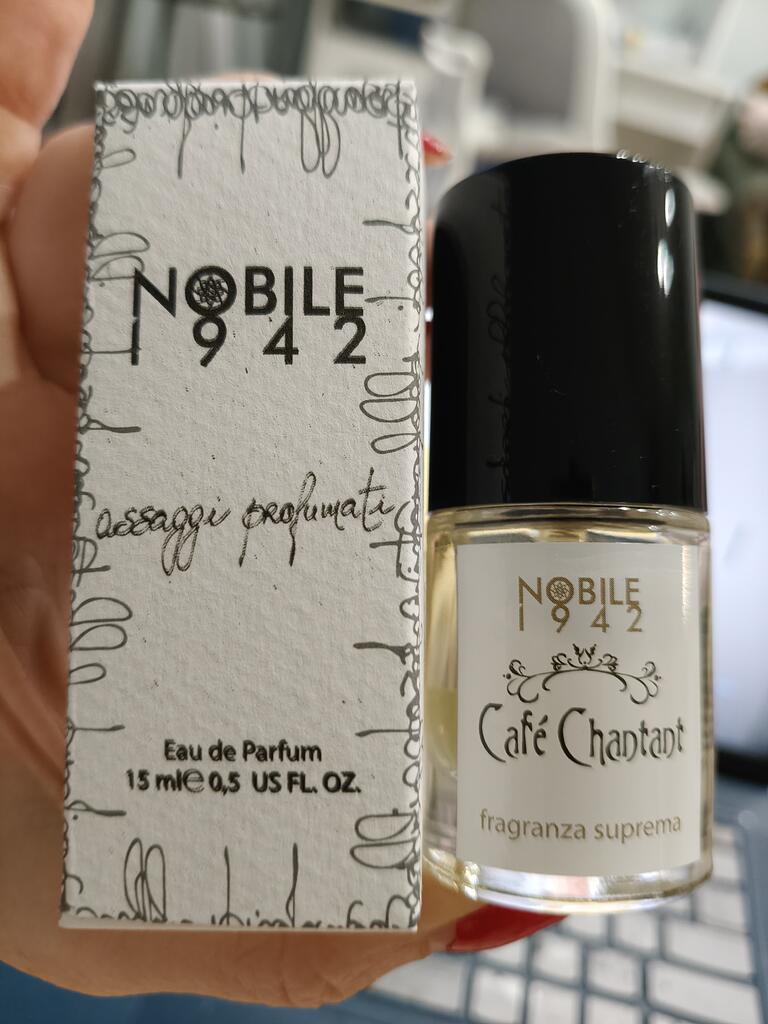 NOBILE
1942
assaggi profumati
Eau de Parfum
15 ml℮0,5 US FL. OZ.
NOBILE
1942
Café Chantant
fragranza suprema